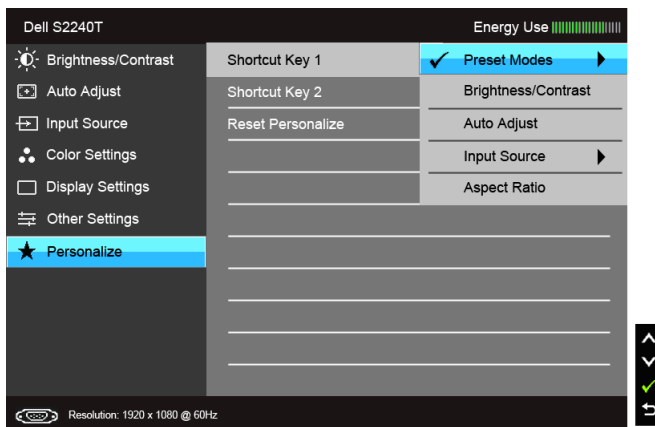 Dell S2240T
Energy Use
Brightness/Contrast
Auto Adjust
Input Source
Color Settings
Display Settings
Other Settings
Personalize
Shortcut Key 1
Shortcut Key 2
Reset Personalize
Preset Modes
Brightness/Contrast
Auto Adjust
Input Source
Aspect Ratio
Resolution: 1920 x 1080 @ 60Hz